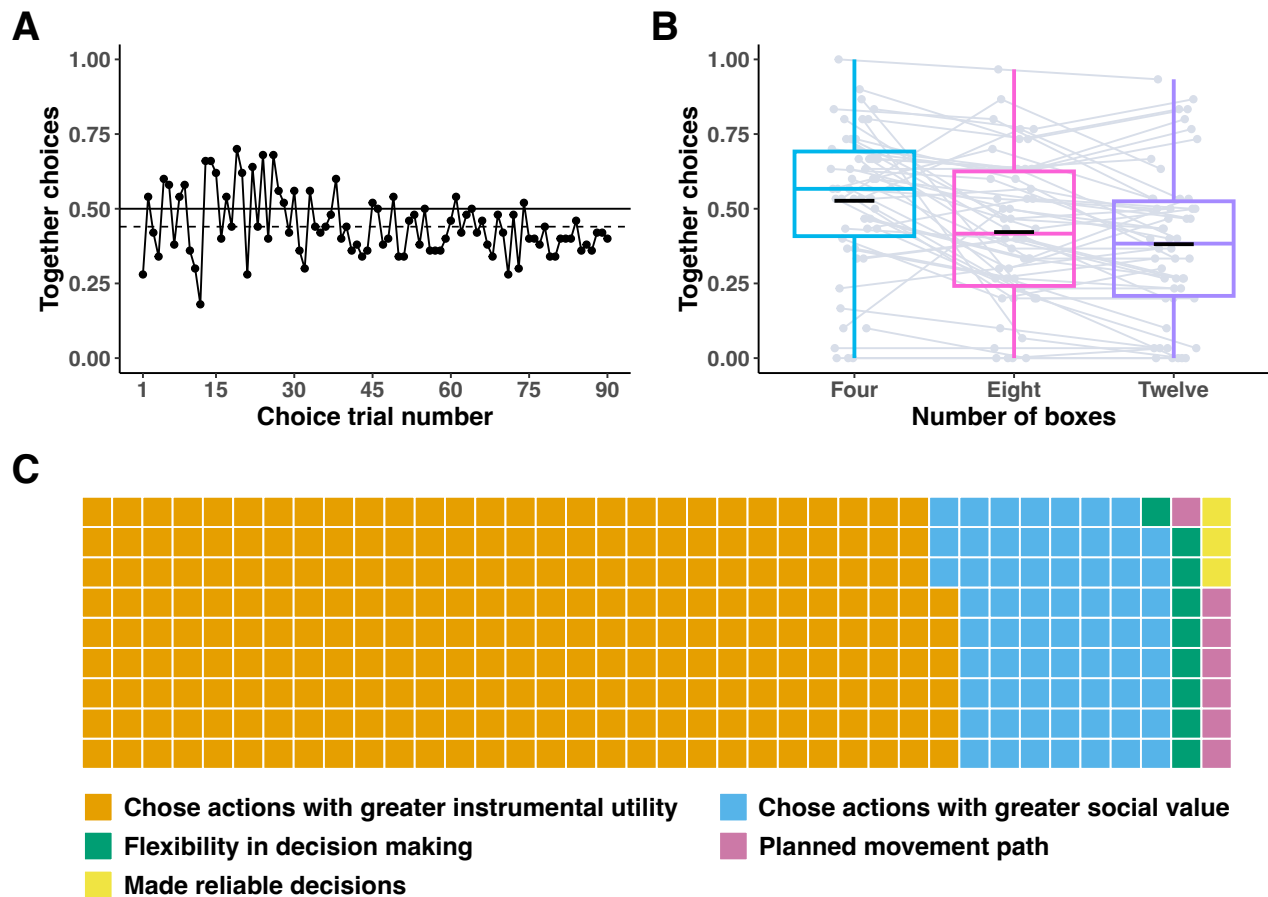 A
B
1.00
0.75
0.50
0.25
0.00
Together choices
1
15
30
45
60
75
90
Choice trial number
1.00
0.75
0.50
0.25
0.00
Together choices
Four
Eight
Twelve
Number of boxes
C
Chose actions with greater instrumental utility
Chose actions with greater social value
Flexibility in decision making
Planned movement path
Made reliable decisions